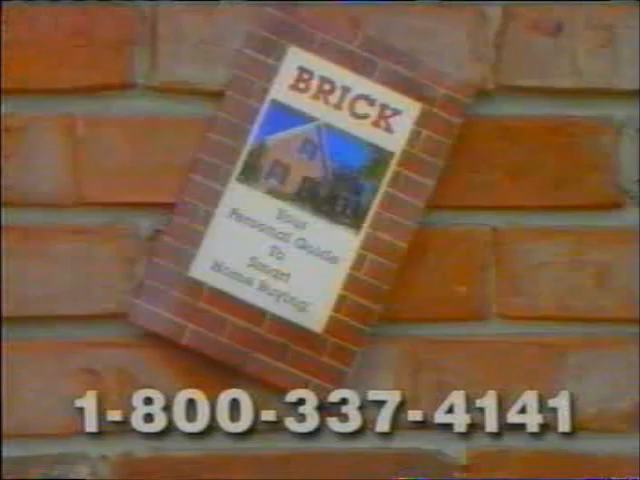 BRICK
Your
Personal Guide
To
Smart
Home Buying
1-800-337-4141